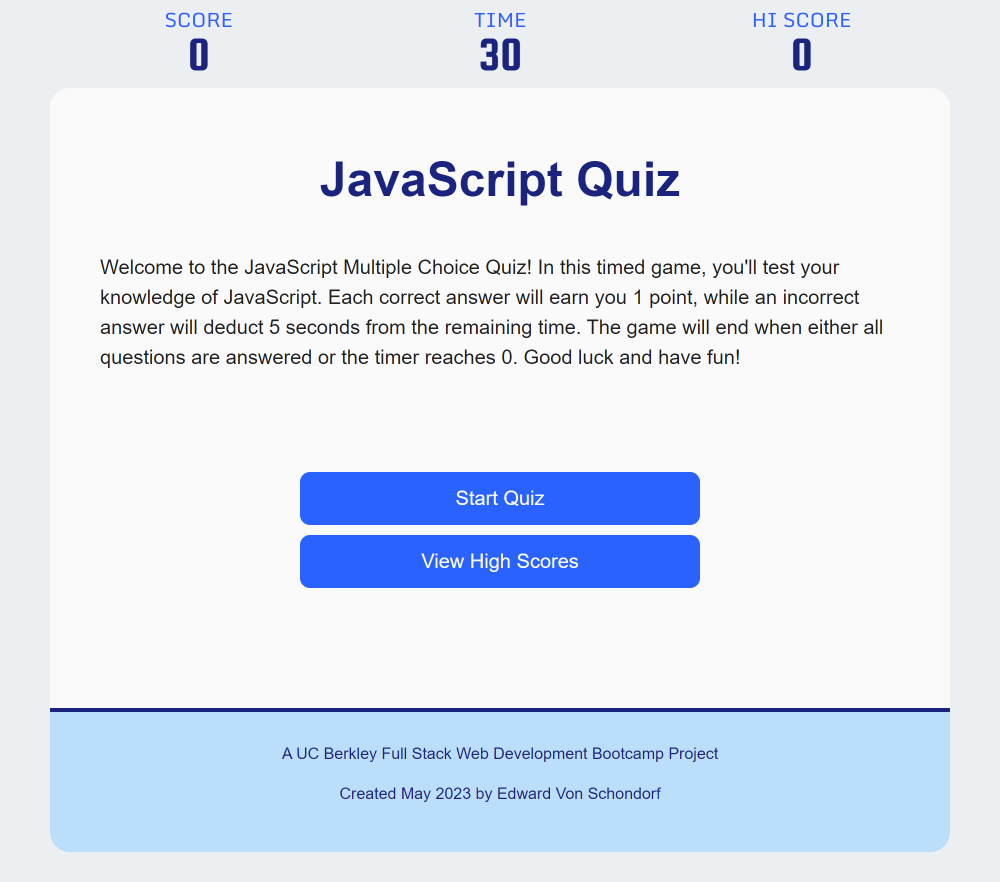 SCORE
TIME
HI SCORE
0
30
0
JavaScript Quiz
Welcome to the JavaScript Multiple Choice Quiz! In this timed game, you'll test your
knowledge of JavaScript. Each correct answer will earn you 1 point, while an incorrect
answer will deduct 5 seconds from the remaining time. The game will end when either all
questions are answered or the timer reaches 0. Good luck and have fun!
Start Quiz
View High Scores
A UC Berkley Full Stack Web Development Bootcamp Project
Created May 2023 by Edward Von Schondorf